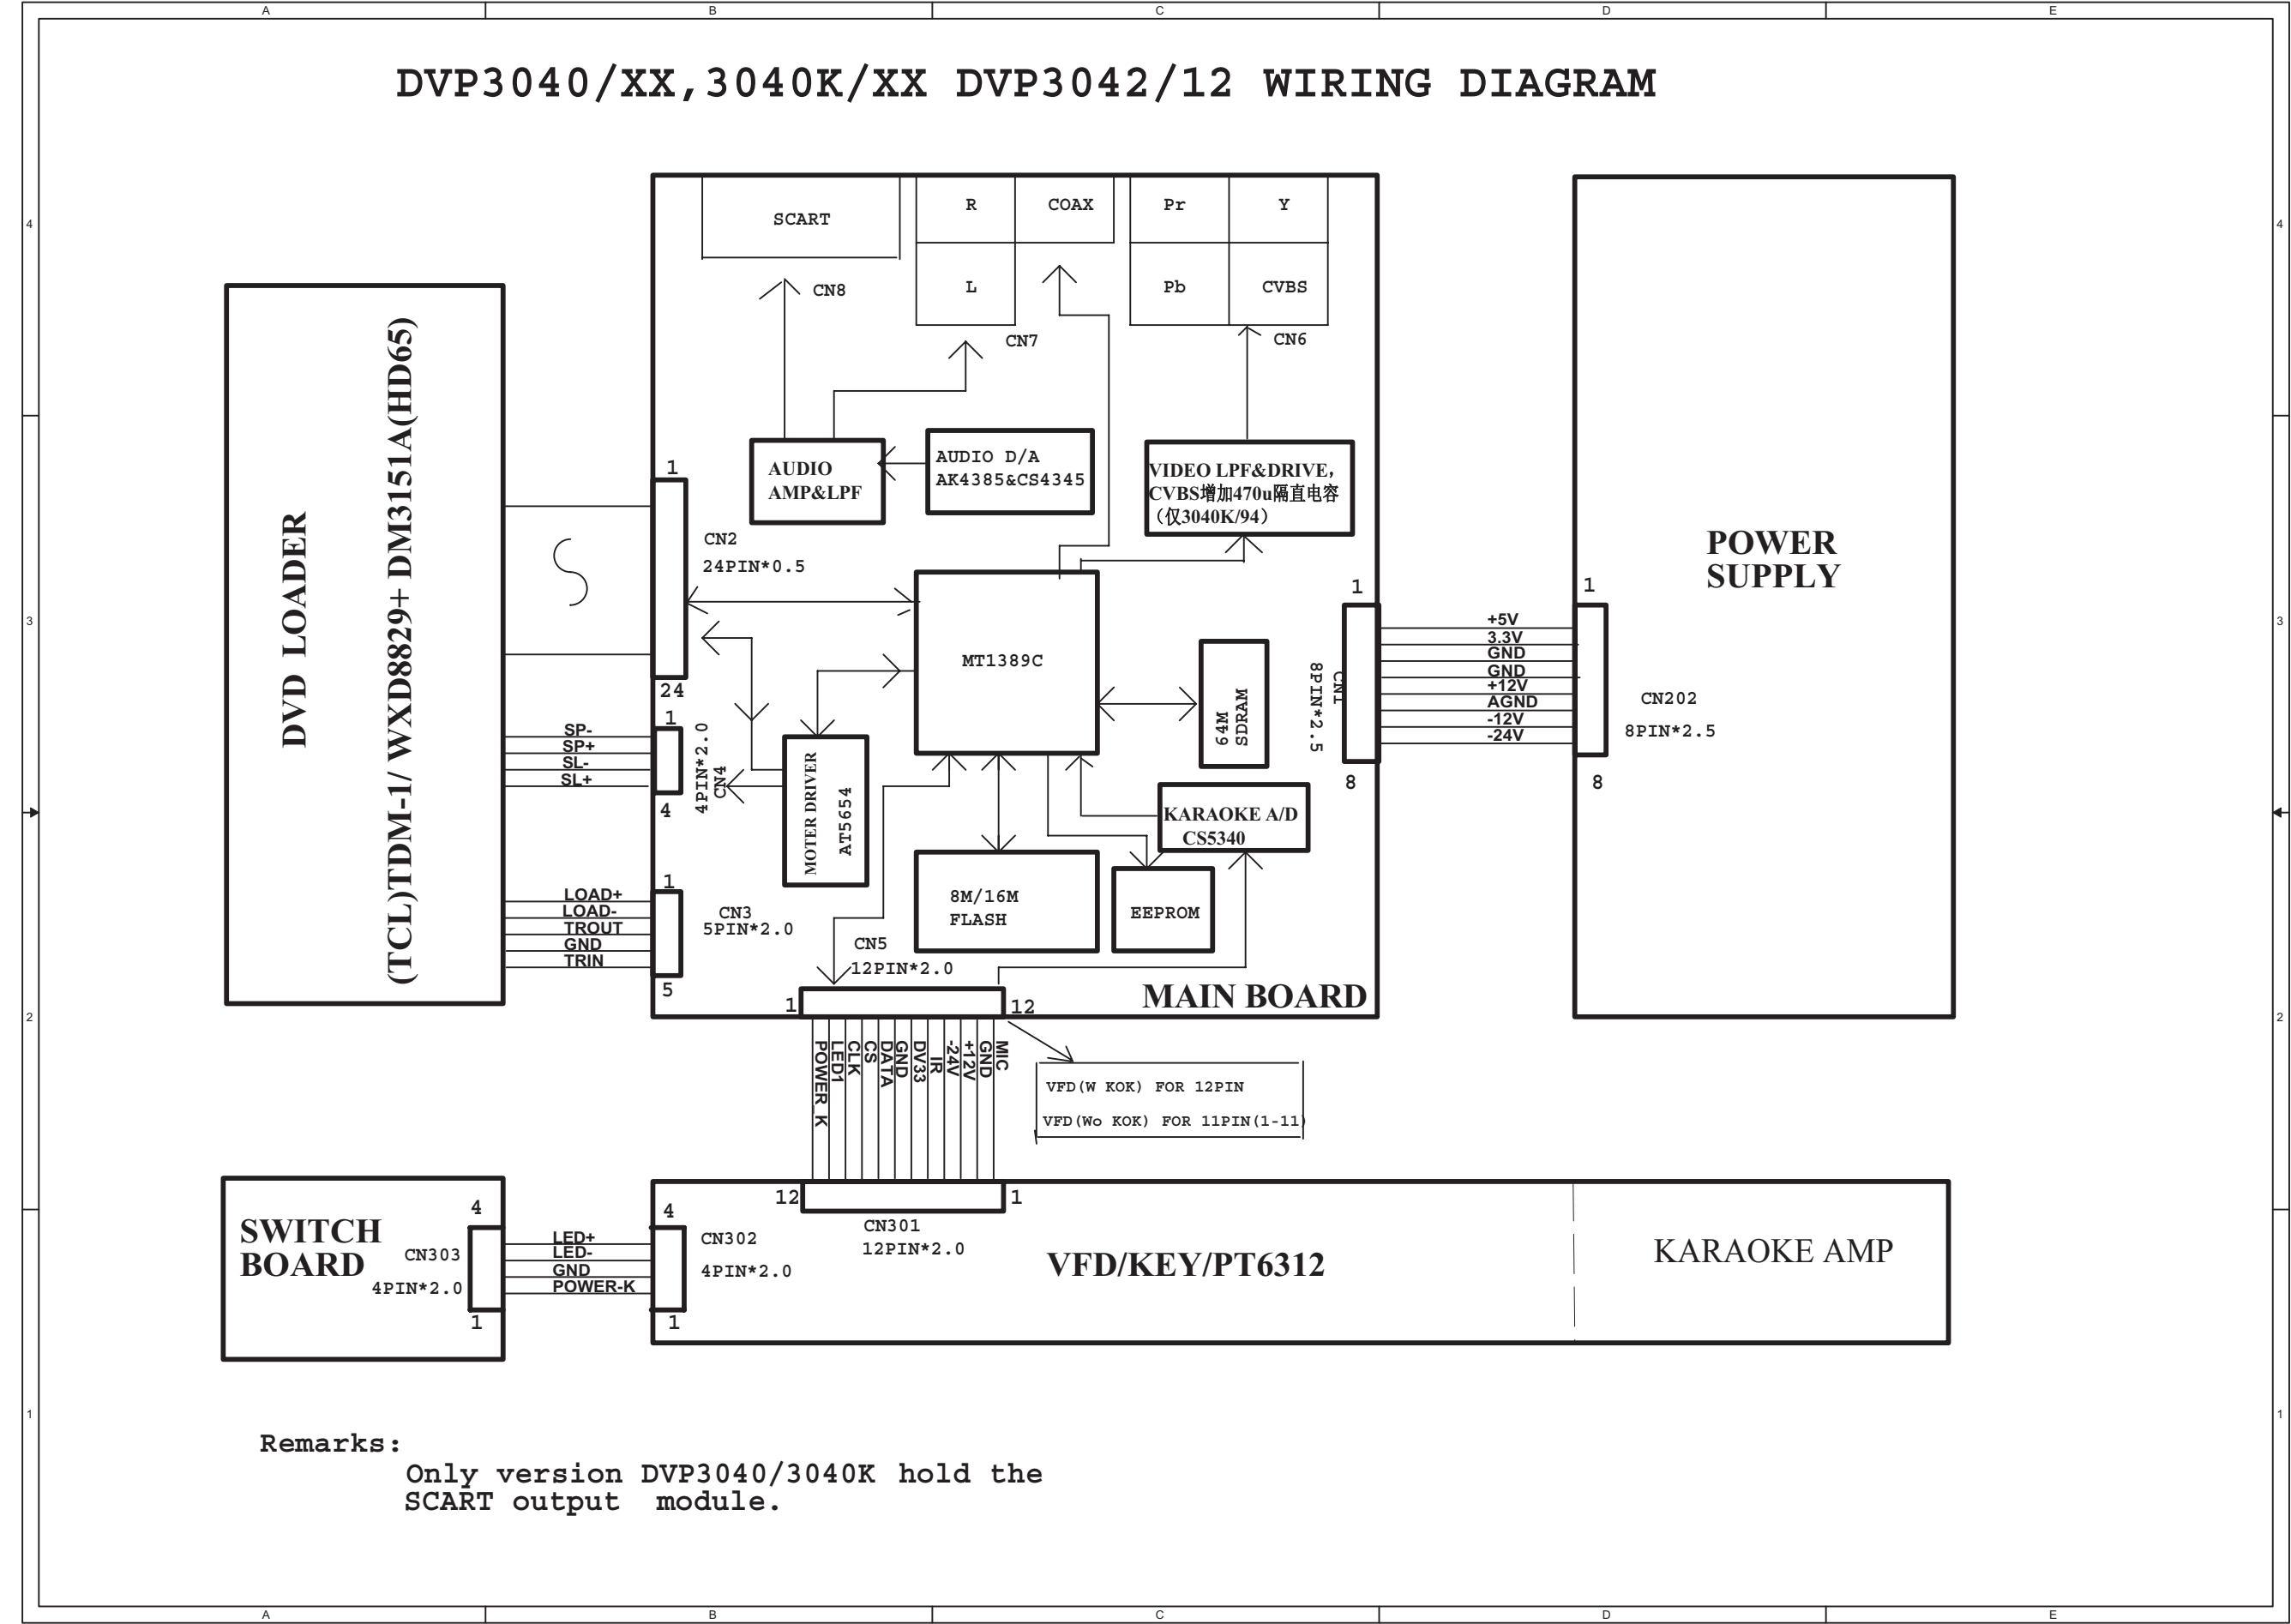 A
B
C
D
E
DVP3040/XX,3040K/XX DVP3042/12 WIRING DIAGRAM
4
4
3
3
2
2
1
1
DVD LOADER
(TCL)TDM-1/ WXD8829+ DM3151A(HD65)
SCART
CN8
R
COAX
L
CN7
Pr
Y
Pb
CVBS
CN6
AUDIO
AMP&LPF
AUDIO D/A
AK4385&CS4345
VIDEO LPF&DRIVE,
CVBS增加470u隔直电容
（仅3040K/94）
1
CN2
24PIN*0.5
24
MT1389C
64M
SDRAM
1
CN1
8PIN*2.5
8
+5V
3.3V
GND
GND
+12V
AGND
-12V
-24V
POWER
SUPPLY
1
CN202
8PIN*2.5
8
SP-
SP+
SL-
SL+
1
4PIN*2.0
CN4
4
MOTER DRIVER
AT5654
KARAOKE A/D
CS5340
8M/16M
FLASH
EEPROM
LOAD+
LOAD-
TROUT
GND
TRIN
1
CN3
5PIN*2.0
5
CN5
12PIN*2.0
1
12
MAIN BOARD
POWER_K
LED1
CLK
CS
DATA
GND
DV33
IR
-24V
+12V
GND
MIC
VFD(W KOK) FOR 12PIN
VFD(Wo KOK) FOR 11PIN(1-11)
SWITCH
BOARD
4
CN303
4PIN*2.0
1
LED+
LED-
GND
POWER-K
4
CN302
4PIN*2.0
1
12
1
CN301
12PIN*2.0
VFD/KEY/PT6312
KARAOKE AMP
Remarks:
Only version DVP3040/3040K hold the
SCART output module.
A
B
C
D
E